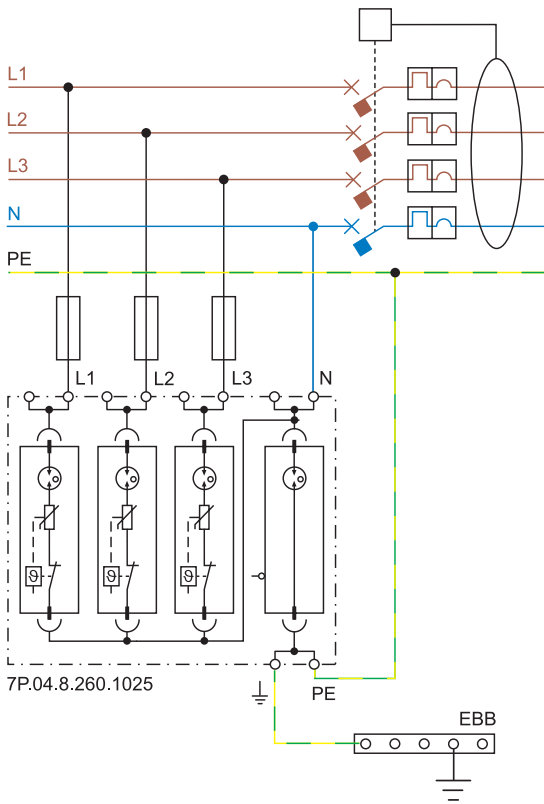 L1
L2
L3
N
PE
L1 L2 L3 N
ϑ ϑ ϑ
7P.04.8.260.1025
PE
EBB